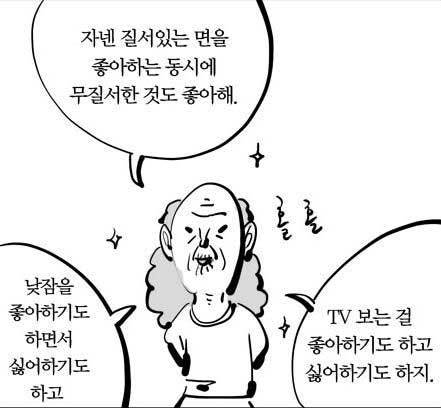 자넨 질서있는 면을
좋아하는 동시에
무질서한 것도 좋아해.
홀 홀
낮잠을
좋아하기도
하면서
싫어하기도
하고
TV 보는 걸
좋아하기도 하고
싫어하기도 하지.